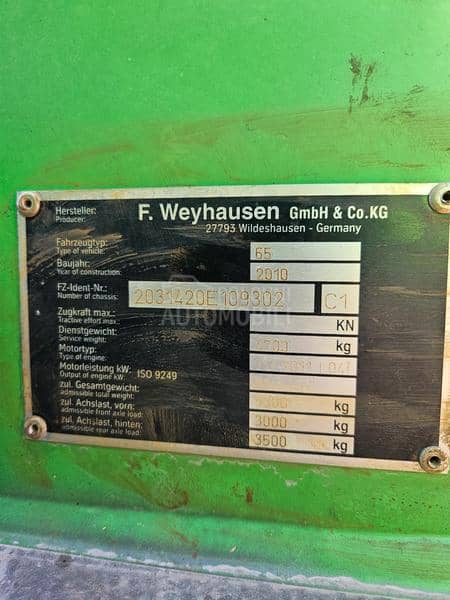 Hersteller: F. Weyhausen GmbH & Co.KG
Producer: 27793 Wildeshausen - Germany
Fahrzeugtyp: 65
Type of vehicle:
Baujahr: 2010
Year of construction:
FZ-Ident-Nr.: 2031420E109302 C1
Number of chassis:
AUTOMOBILI
Zugkraft max.: KN
Tractive effort max
Dienstgewicht: kg
Service weight:
Motortyp:
Type of engine:
Motorleistung kW: ISO 9249
Output of engine kW:
zul. Gesamtgewicht: kg
admissible total weight:
zul. Achslast, vorn: 3000 kg
admissible front axle load:
zul. Achslast, hinten: 3500 kg
admissible rear axle load: